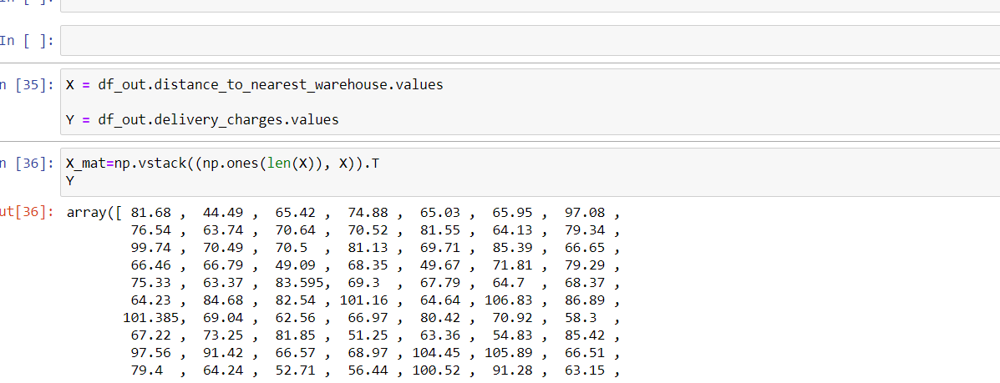 In [ ]:
In [ ]:
n [35]: X = df_out.distance_to_nearest_warehouse.values
Y = df_out.delivery_charges.values
n [36]: X_mat=np.vstack((np.ones(len(X)), X)).T
Y
ut[36]: array([ 81.68 , 44.49 , 65.42 , 74.88 , 65.03 , 65.95 , 97.08 ,
76.54 , 63.74 , 70.64 , 70.52 , 81.55 , 64.13 , 79.34 ,
99.74 , 70.49 , 70.5 , 81.13 , 69.71 , 85.39 , 66.65 ,
66.46 , 66.79 , 49.09 , 68.35 , 49.67 , 71.81 , 79.29 ,
75.33 , 63.37 , 83.595, 69.3 , 67.79 , 64.7 , 68.37 ,
64.23 , 84.68 , 82.54 , 101.16 , 64.64 , 106.83 , 86.89 ,
101.385, 69.04 , 62.56 , 66.97 , 80.42 , 70.92 , 58.3 ,
67.22 , 73.25 , 81.85 , 51.25 , 63.36 , 54.83 , 85.42 ,
97.56 , 91.42 , 66.57 , 68.97 , 104.45 , 105.89 , 66.51 ,
79.4 , 64.24 , 52.71 , 56.44 , 100.52 , 91.28 , 63.15 ,